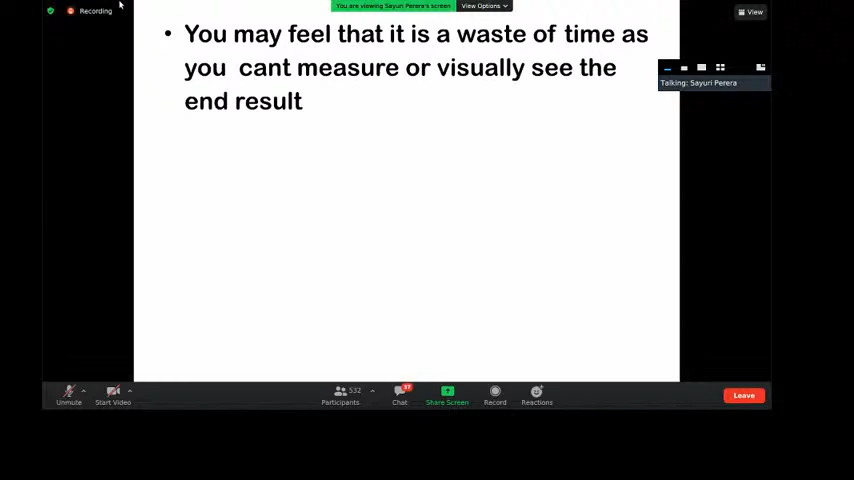 You are viewing Sayuri Perera's screen View Options
Recording
View
• You may feel that it is a waste of time as
you cant measure or visually see the
end result
Talking: Sayuri Perera
532
37
Unmute Start Video Participants Chat Share Screen Record Reactions
Leave